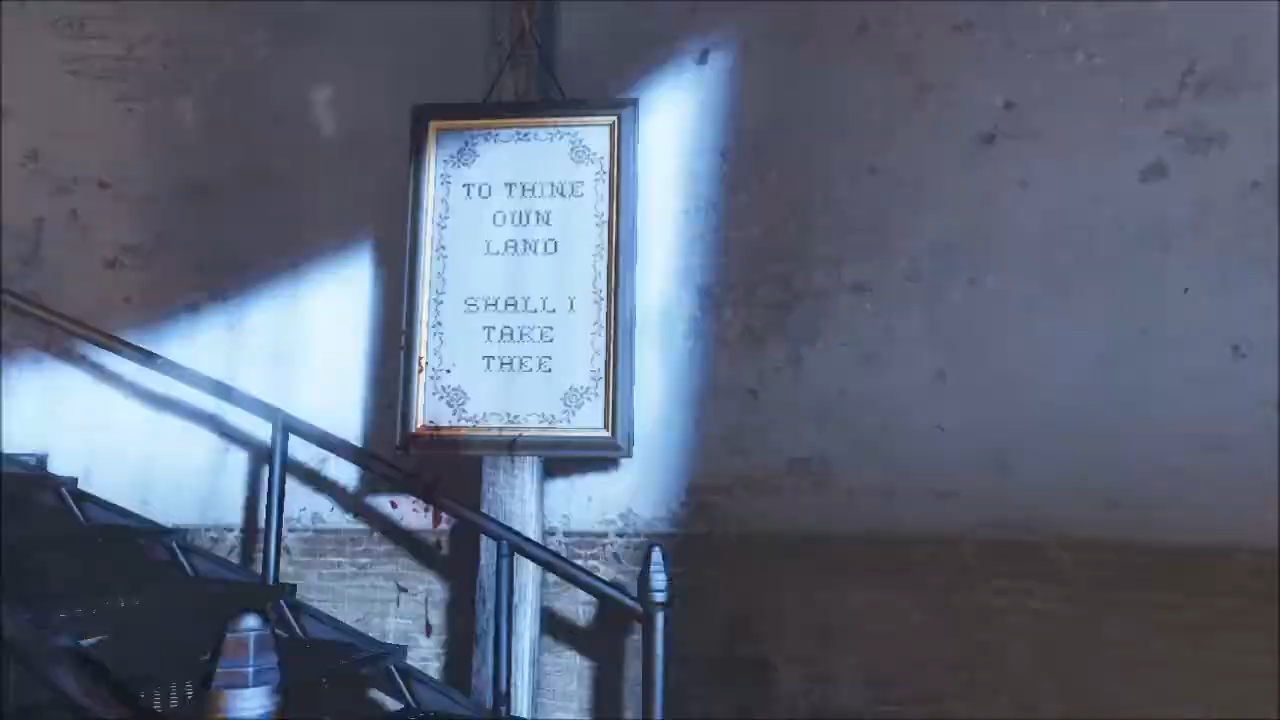 TO THINE
OWN
LAND
SHALL I
TAKE
THEE